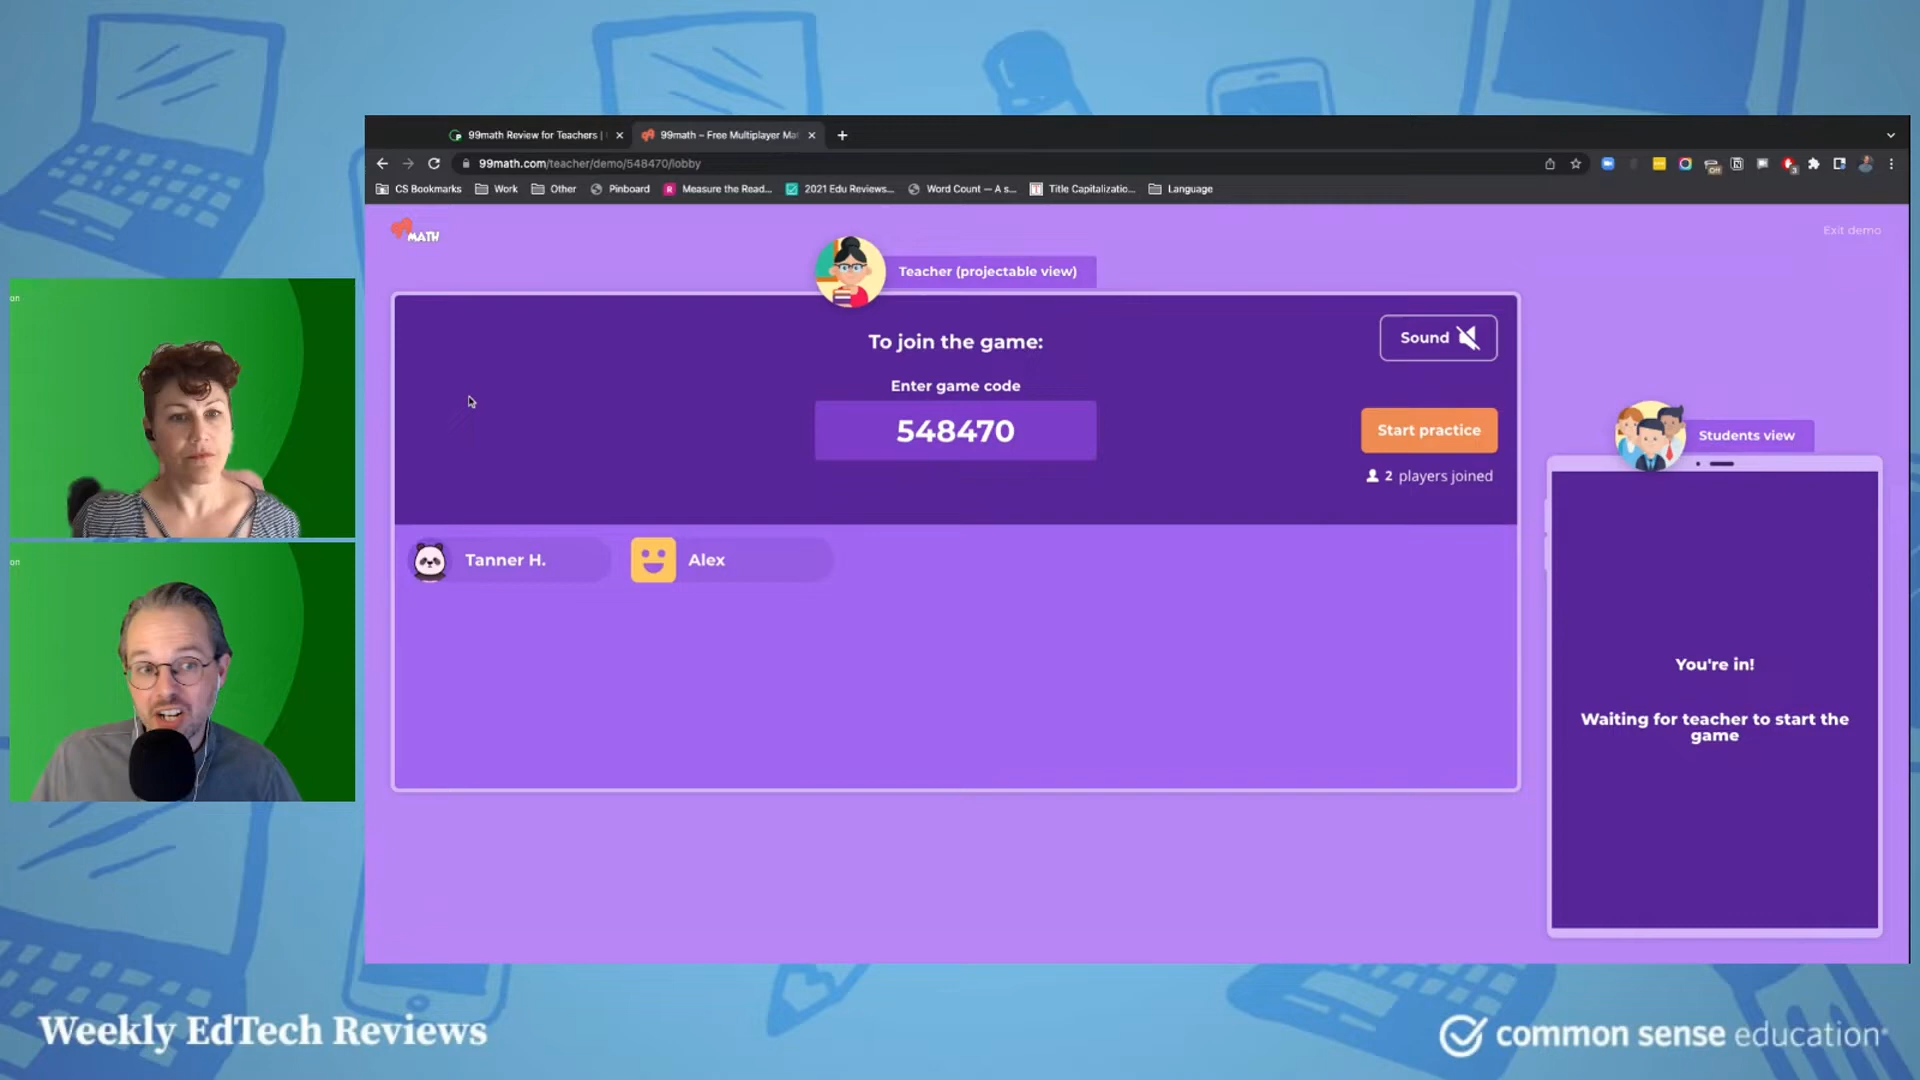 99math Review for Teachers |
99math – Free Multiplayer Mat
99math.com/teacher/demo/548470/lobby
CS Bookmarks
Work
Other
Pinboard
Measure the Read...
2021 Edu Reviews...
Word Count — A s...
Title Capitalizatio...
Language
MATH
Exit demo
Teacher (projectable view)
To join the game:
Sound
Enter game code
548470
Start practice
2 players joined
Students view
Tanner H.
Alex
You're in!
Waiting for teacher to start the
game
on
on
Weekly EdTech Reviews
common sense education